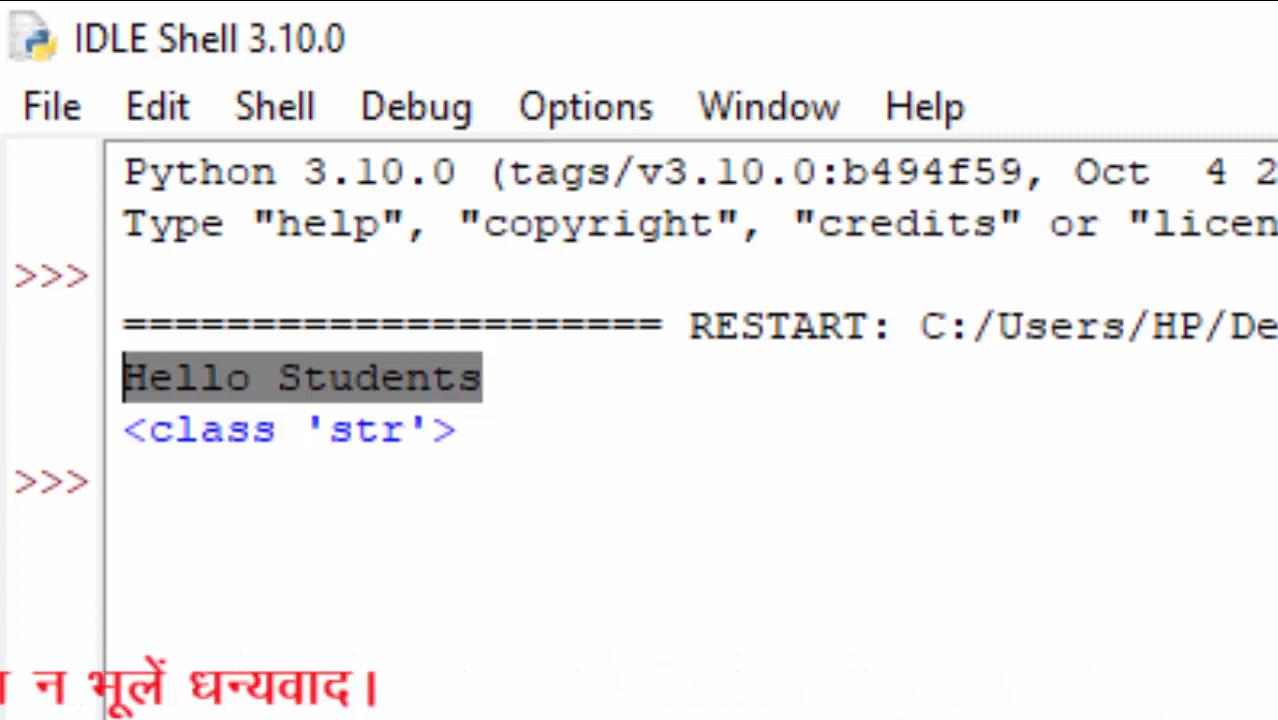 IDLE Shell 3.10.0
File Edit Shell Debug Options Window Help
Python 3.10.0 (tags/v3.10.0:b494f59, Oct  4 2
Type "help", "copyright", "credits" or "licen
>>>
===================== RESTART: C:/Users/HP/De
Hello Students
<class 'str'>
>>>
न भूलें धन्यवाद।